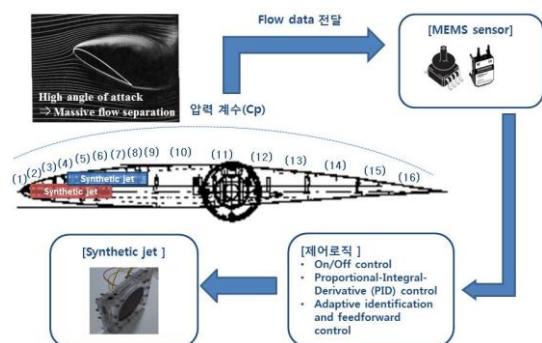 Flow data 전달
[MEMS sensor]
High angle of attack
⇒ Massive flow separation
압력 계수(Cp)
(1) (2) (3) (4) (5) (6) (7) (8) (9) (10) (11) (12) (13) (14) (15) (16)
Synthetic jet
Synthetic jet
[Synthetic jet ]
[제어로직 ]
• On/Off control
• Proportional-Integral-
Derivative (PID) control
• Adaptive identification
and feedforward
control